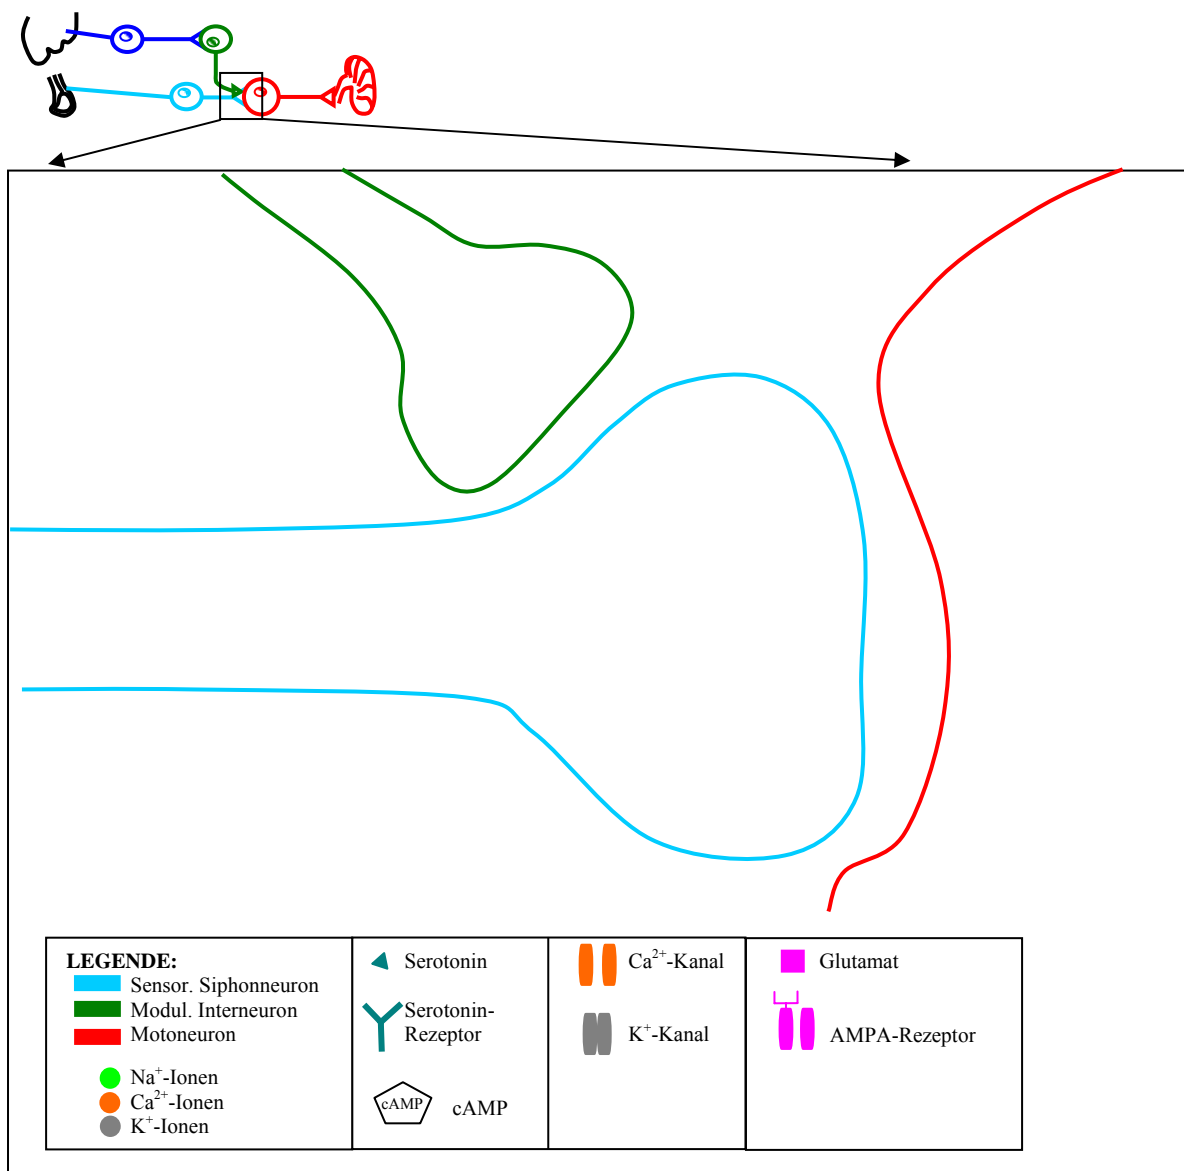 LEGENDE:
Sensor. Siphonneuron
Modul. Interneuron
Motoneuron
Na⁺-Ionen
Ca²⁺-Ionen
K⁺-Ionen
Serotonin
Serotonin-
Rezeptor
cAMP
cAMP
Ca²⁺-Kanal
K⁺-Kanal
Glutamat
AMPA-Rezeptor